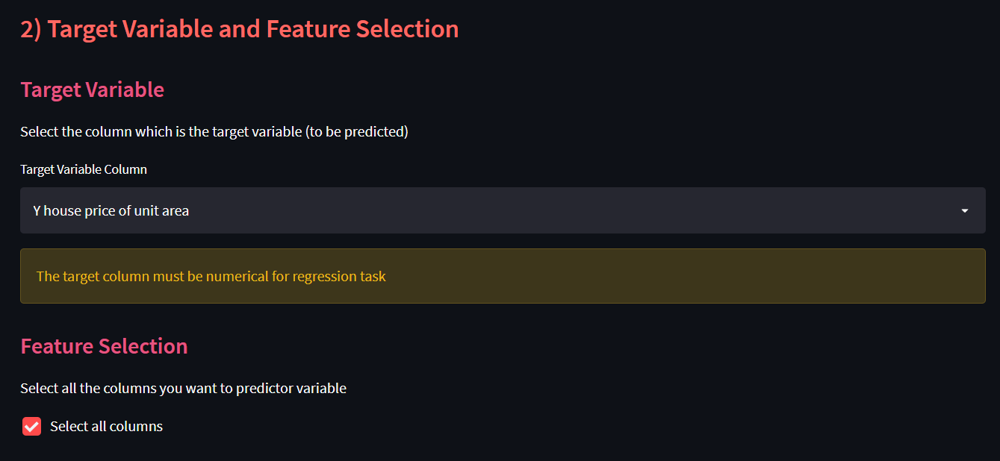 2) Target Variable and Feature Selection
Target Variable
Select the column which is the target variable (to be predicted)
Target Variable Column
Y house price of unit area
The target column must be numerical for regression task
Feature Selection
Select all the columns you want to predictor variable
Select all columns